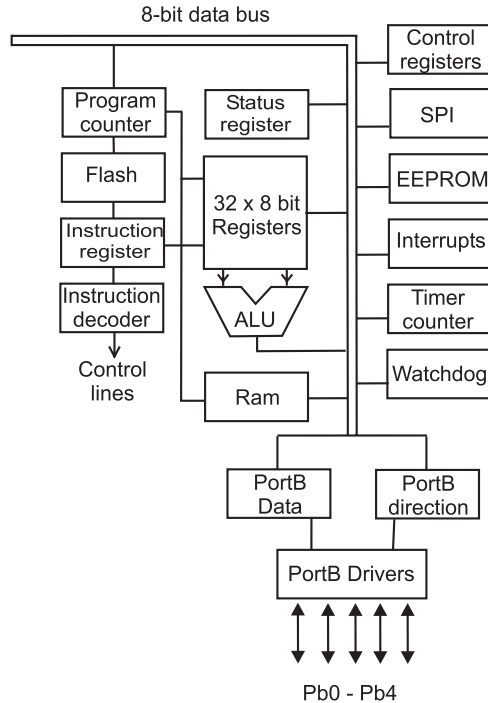 8-bit data bus
Program
counter
Flash
Instruction
register
Instruction
decoder
Control
lines
Status
register
32 x 8 bit
Registers
ALU
Ram
Control
registers
SPI
EEPROM
Interrupts
Timer
counter
Watchdog
PortB
Data
PortB
direction
PortB Drivers
Pb0 - Pb4